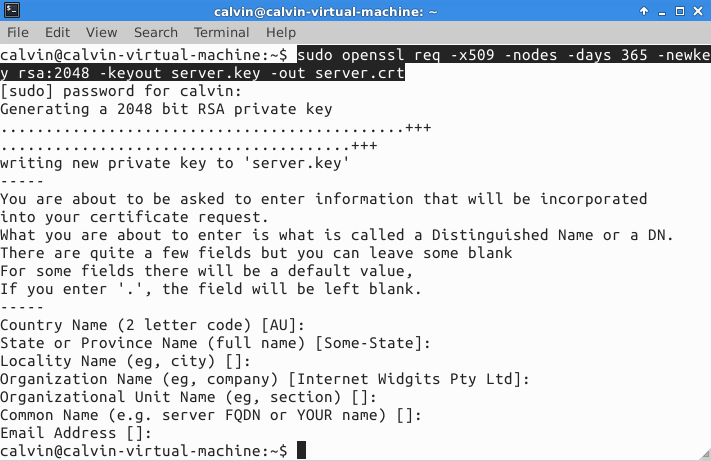 calvin@calvin-virtual-machine: ~
File Edit View Search Terminal Help
calvin@calvin-virtual-machine:~$ sudo openssl req -x509 -nodes -days 365 -newke
y rsa:2048 -keyout server.key -out server.crt
[sudo] password for calvin:
Generating a 2048 bit RSA private key
.............................................+++
.......................................+++
writing new private key to 'server.key'
-----
You are about to be asked to enter information that will be incorporated
into your certificate request.
What you are about to enter is what is called a Distinguished Name or a DN.
There are quite a few fields but you can leave some blank
For some fields there will be a default value,
If you enter '.', the field will be left blank.
-----
Country Name (2 letter code) [AU]:
State or Province Name (full name) [Some-State]:
Locality Name (eg, city) []:
Organization Name (eg, company) [Internet Widgits Pty Ltd]:
Organizational Unit Name (eg, section) []:
Common Name (e.g. server FQDN or YOUR name) []:
Email Address []:
calvin@calvin-virtual-machine:~$